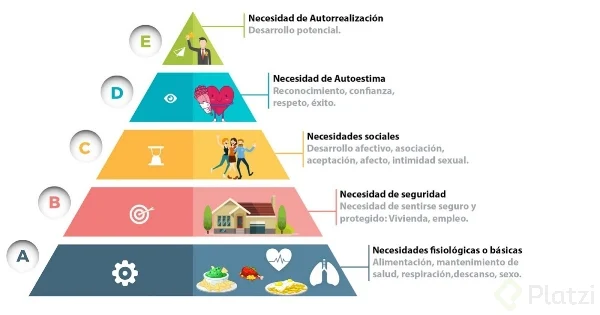 E
Necesidad de Autorrealización
Desarrollo potencial.
D
Necesidad de Autoestima
Reconocimiento, confianza,
respeto, éxito.
C
Necesidades sociales
Desarrollo afectivo, asociación,
aceptación, afecto, intimidad sexual.
B
Necesidad de seguridad
Necesidad de sentirse seguro y
protegido: Vivienda, empleo.
A
Necesidades fisiológicas o básicas
Alimentación, mantenimiento de
salud, respiración,descanso, sexo.
Platzi